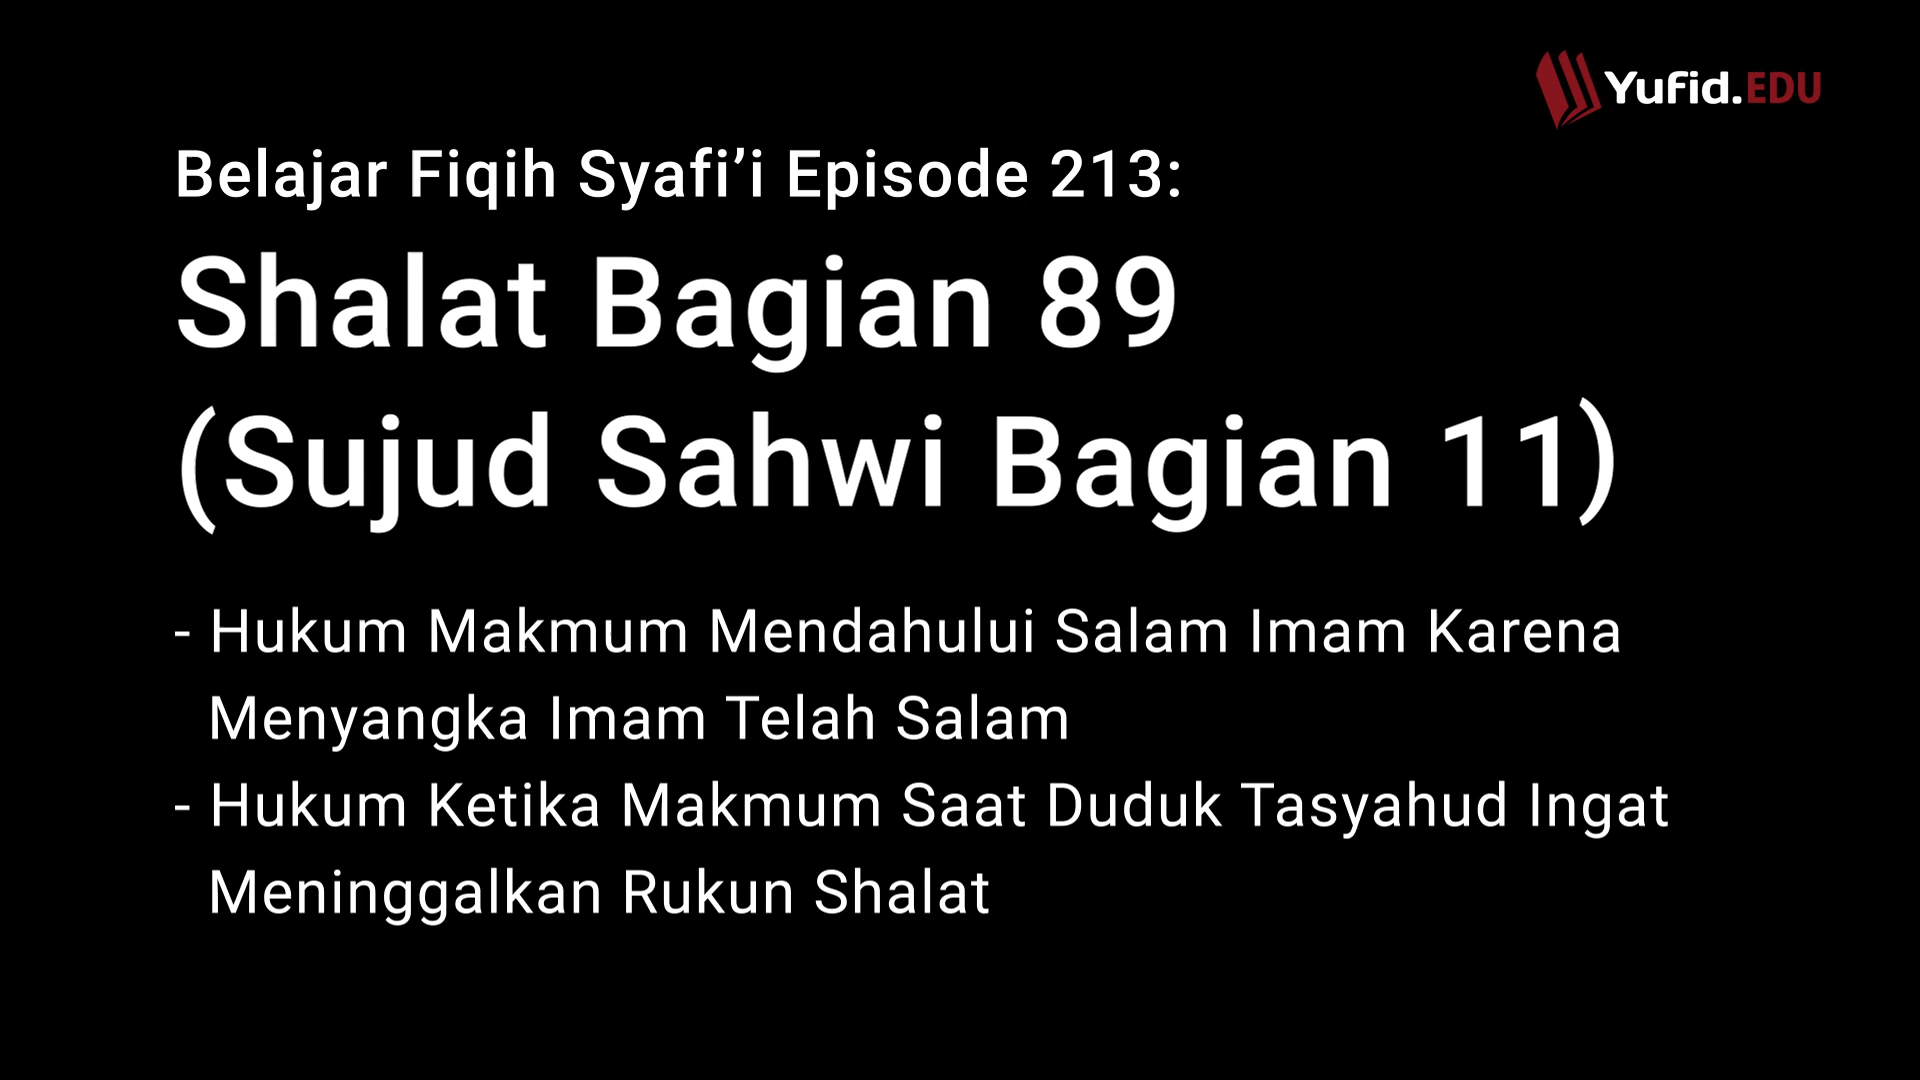 Yufid.EDU
Belajar Fiqih Syafi’i Episode 213:
Shalat Bagian 89
(Sujud Sahwi Bagian 11)
- Hukum Makmum Mendahului Salam Imam Karena
Menyangka Imam Telah Salam
- Hukum Ketika Makmum Saat Duduk Tasyahud Ingat
Meninggalkan Rukun Shalat